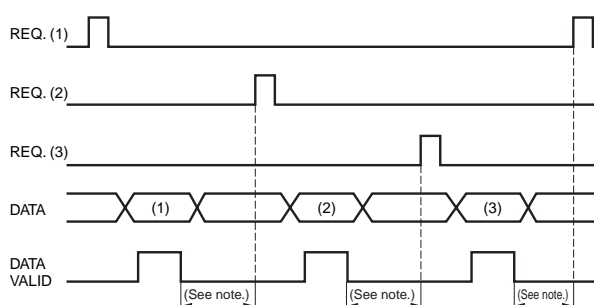 REQ. (1)
REQ. (2)
REQ. (3)
DATA
(1)
(2)
(3)
DATA
VALID
(See note.)
(See note.)
(See note.)